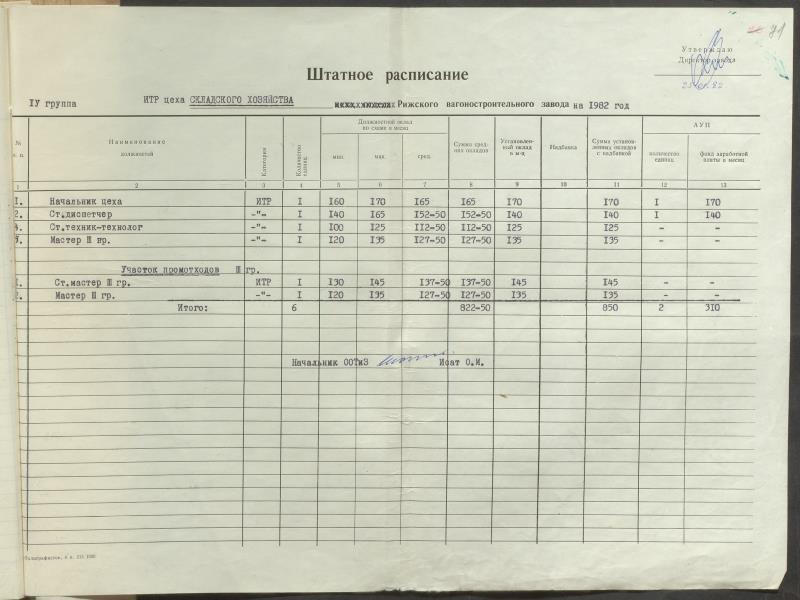 71
Утверждаю
Директор завода
Штатное расписание
IУ группа ИТР цеха СКЛАДСКОГО ХОЗЯЙСТВА Рижского вагоностроительного завода на 1982 год
№ п. п. Наименование должностей Категория Количество единиц Должностной оклад по схеме в месяц мин. мак. сред. Сумма средних окладов Установленный оклад в м-ц Надбавка Сумма установленных окладов с надбавкой АУП количество единиц фонд заработной платы в месяц
1 2 3 4 5 6 7 8 9 10 11 12 13
I. Начальник цеха ИТР I I60 I70 I65 I65 I70 I70 I I70
2. Ст.диспетчер -"- I I40 I65 I52-50 I52-50 I40 I40 I I40
4. Ст.техник-технолог -"- I I00 I25 II2-50 II2-50 I25 I25 - -
Мастер Ш гр. -"- I I20 I35 I27-50 I27-50 I35 I35 - -
Участок промотходов Ш гр.
I. Ст.мастер Ш гр. ИТР I I30 I45 I37-50 I37-50 I45 I45 - -
2. Мастер Ш гр. -"- I I20 I35 I27-50 I27-50 I35 I35 - -
Итого: 6 822-50 850 2 3I0
Начальник ООТиЗ Исат О.И.